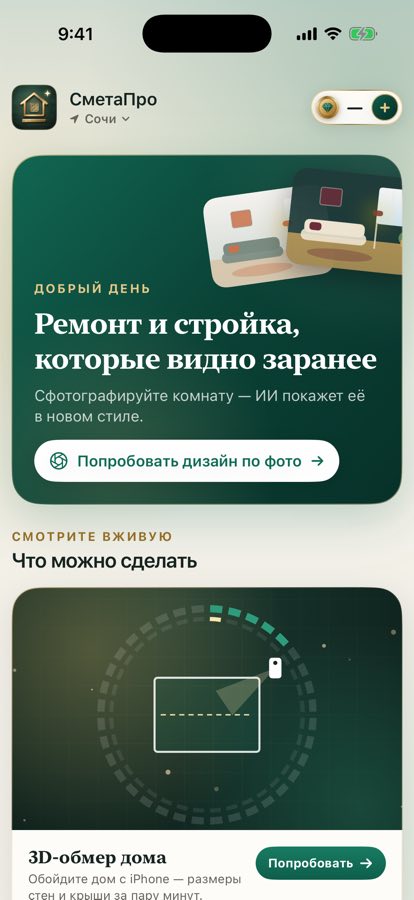 9:41
СметаПро
Сочи
ДОБРЫЙ ДЕНЬ
Ремонт и стройка,
которые видно заранее
Сфотографируйте комнату — ИИ покажет её
в новом стиле.
Попробовать дизайн по фото →
СМОТРИТЕ ВЖИВУЮ
Что можно сделать
3D-обмер дома
Попробовать →
Обойдите дом с iPhone — размеры
стен и крыши за пару минут.